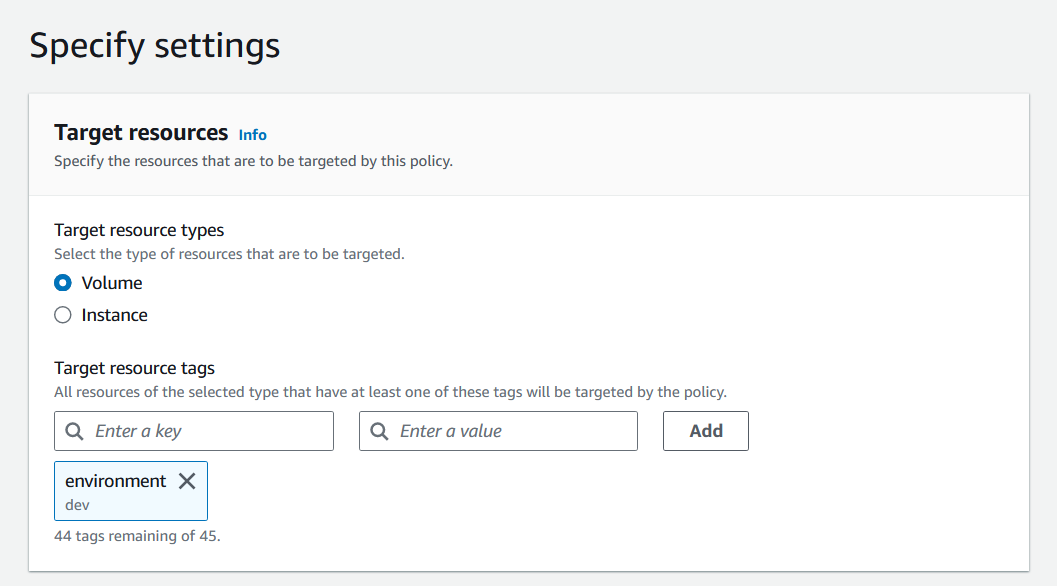 Specify settings
Target resources Info
Specify the resources that are to be targeted by this policy.
Target resource types
Select the type of resources that are to be targeted.
Volume
Instance
Target resource tags
All resources of the selected type that have at least one of these tags will be targeted by the policy.
Enter a key Enter a value Add
environment
dev
44 tags remaining of 45.